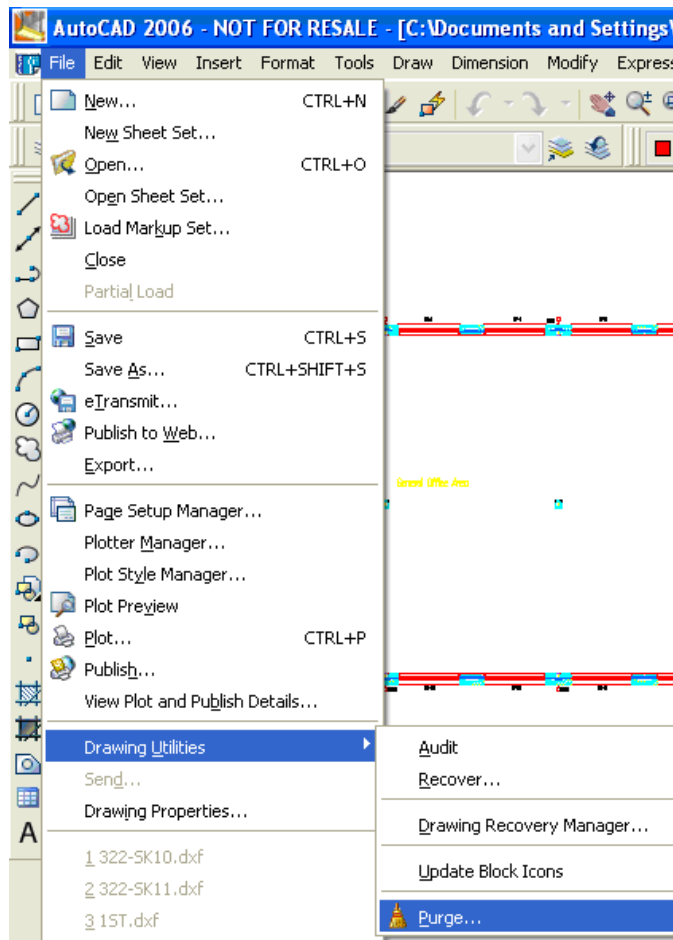 AutoCAD 2006 - NOT FOR RESALE - [C:\Documents and Settings\
File Edit View Insert Format Tools Draw Dimension Modify Express
New... CTRL+N
New Sheet Set...
Open... CTRL+O
Open Sheet Set...
Load Markup Set...
Close
Partial Load
Save CTRL+S
Save As... CTRL+SHIFT+S
eTransmit...
Publish to Web...
Export...
General Office Area
Page Setup Manager...
Plotter Manager...
Plot Style Manager...
Plot Preview
Plot... CTRL+P
Publish...
View Plot and Publish Details...
Drawing Utilities
Audit
Send...
Recover...
Drawing Properties...
Drawing Recovery Manager...
1 322-SK10.dxf
Update Block Icons
2 322-SK11.dxf
3 1ST.dxf
Purge...
A